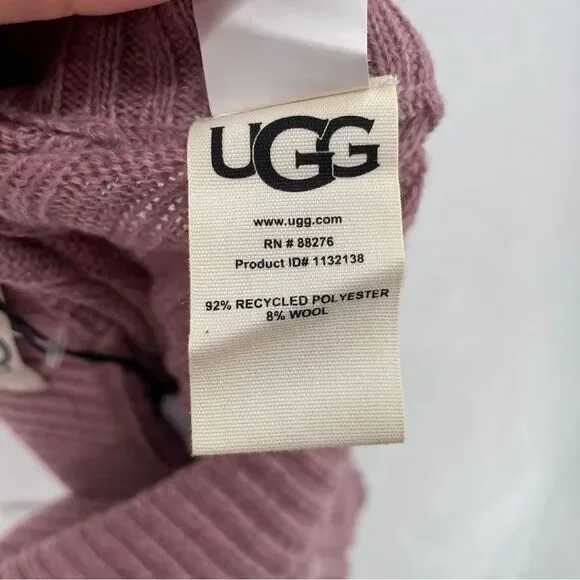 UGG
www.ugg.com
RN # 88276
Product ID# 1132138
92% RECYCLED POLYESTER
8% WOOL